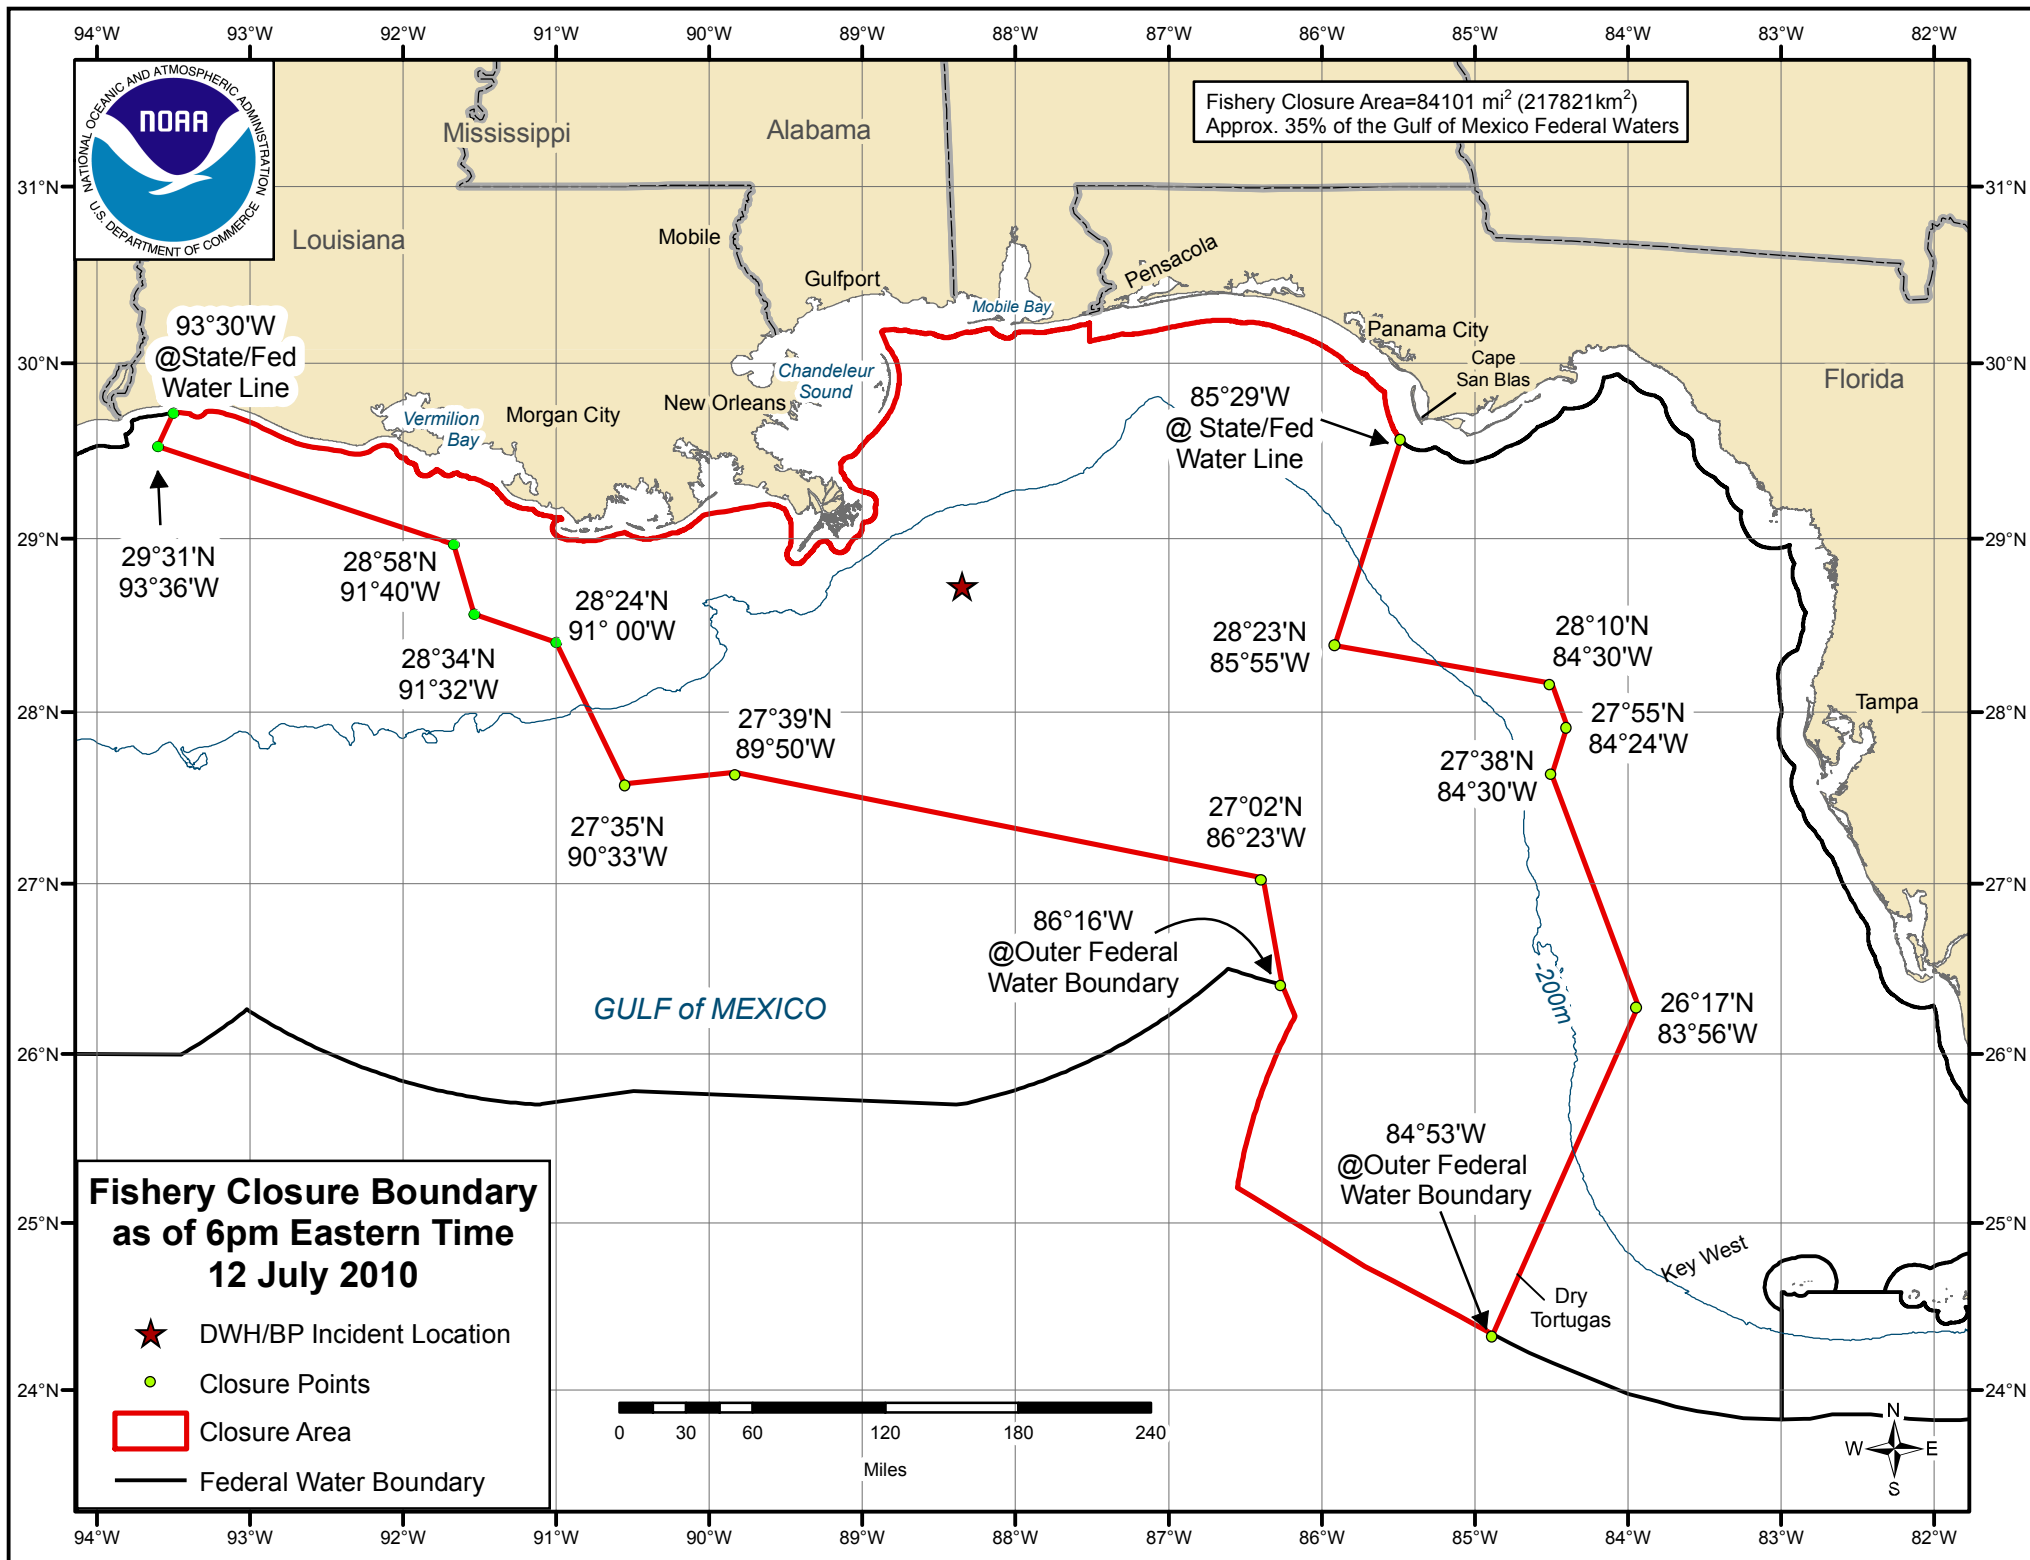 94°W 93°W 92°W 91°W 90°W 89°W 88°W 87°W 86°W 85°W 84°W 83°W 82°W
NATIONAL OCEANIC AND ATMOSPHERIC ADMINISTRATION
NOAA
U.S. DEPARTMENT OF COMMERCE
Fishery Closure Area=84101 mi² (217821km²)
Approx. 35% of the Gulf of Mexico Federal Waters
Mississippi
Alabama
31°N
31°N
Louisiana
Mobile
Gulfport
Pensacola
Mobile Bay
93°30'W
@State/Fed
Water Line
Panama City
Cape
San Blas
30°N
30°N
Florida
Chandeleur
Sound
New Orleans
Morgan City
Vermilion
Bay
85°29'W
@ State/Fed
Water Line
29°N
29°N
29°31'N
93°36'W
28°58'N
91°40'W
28°24'N
91° 00'W
28°34'N
91°32'W
28°23'N
85°55'W
28°10'N
84°30'W
28°N
28°N
Tampa
27°39'N
89°50'W
27°55'N
84°24'W
27°38'N
84°30'W
27°35'N
90°33'W
27°02'N
86°23'W
27°N
27°N
86°16'W
@Outer Federal
Water Boundary
-200m
GULF of MEXICO
26°17'N
83°56'W
26°N
26°N
84°53'W
@Outer Federal
Water Boundary
25°N
25°N
Key West
Dry
Tortugas
24°N
24°N
Fishery Closure Boundary
as of 6pm Eastern Time
12 July 2010
DWH/BP Incident Location
Closure Points
Closure Area
Federal Water Boundary
0 30 60 120 180 240
Miles
N
W E
S
94°W 93°W 92°W 91°W 90°W 89°W 88°W 87°W 86°W 85°W 84°W 83°W 82°W